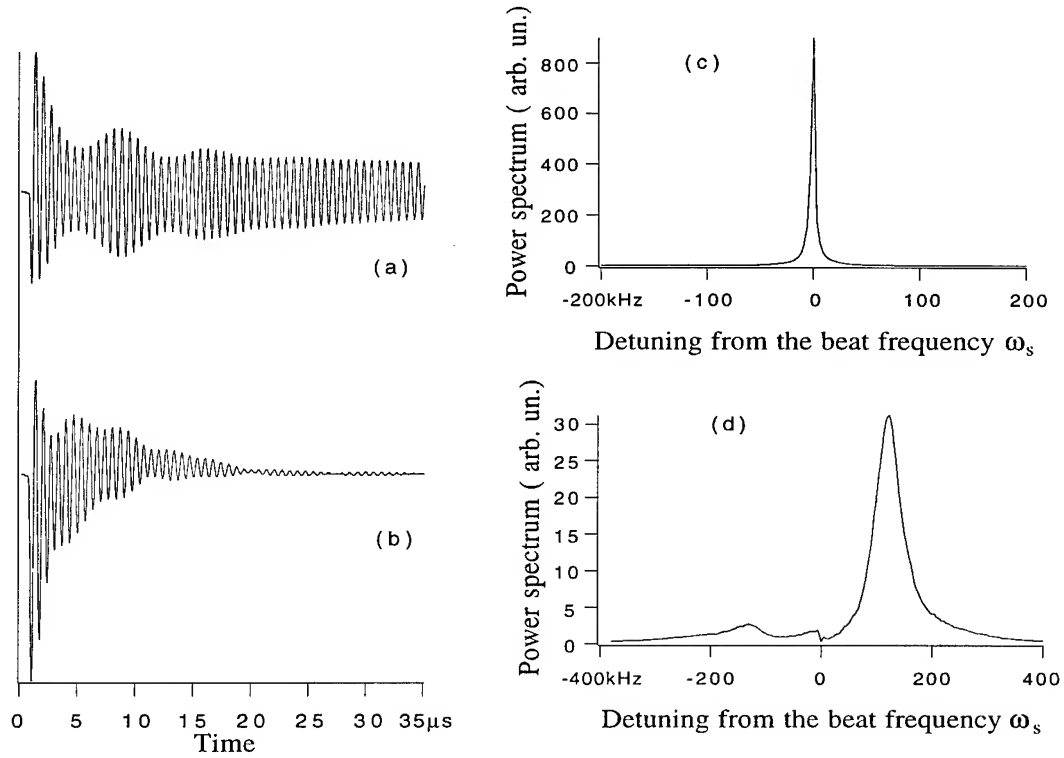 (a)
(b)
0 5 10 15 20 25 30 35μs
Time
Power spectrum ( arb. un.)
800
600
400
200
0
(c)
-200kHz -100 0 100 200
Detuning from the beat frequency ωs
Power spectrum ( arb. un.)
30
25
20
15
10
5
0
(d)
-400kHz -200 0 200 400
Detuning from the beat frequency ωs